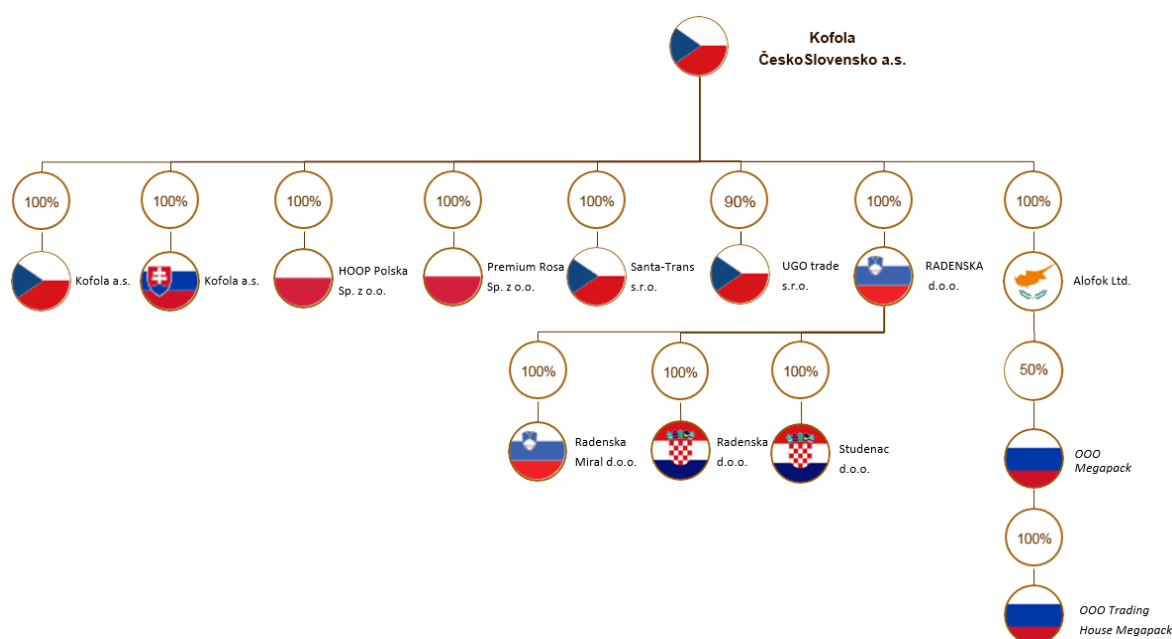 Kofola
ČeskoSlovensko a.s.
100%
100%
100%
100%
100%
90%
100%
100%
Kofola a.s.
Kofola a.s.
HOOP Polska
Sp. z o.o.
Premium Rosa
Sp. z o.o.
Santa-Trans
s.r.o.
UGO trade
s.r.o.
RADENSKA
d.o.o.
Alofok Ltd.
100%
100%
100%
50%
Radenska
Miral d.o.o.
Radenska
d.o.o.
Studenac
d.o.o.
OOO
Megapack
100%
OOO Trading
House Megapack